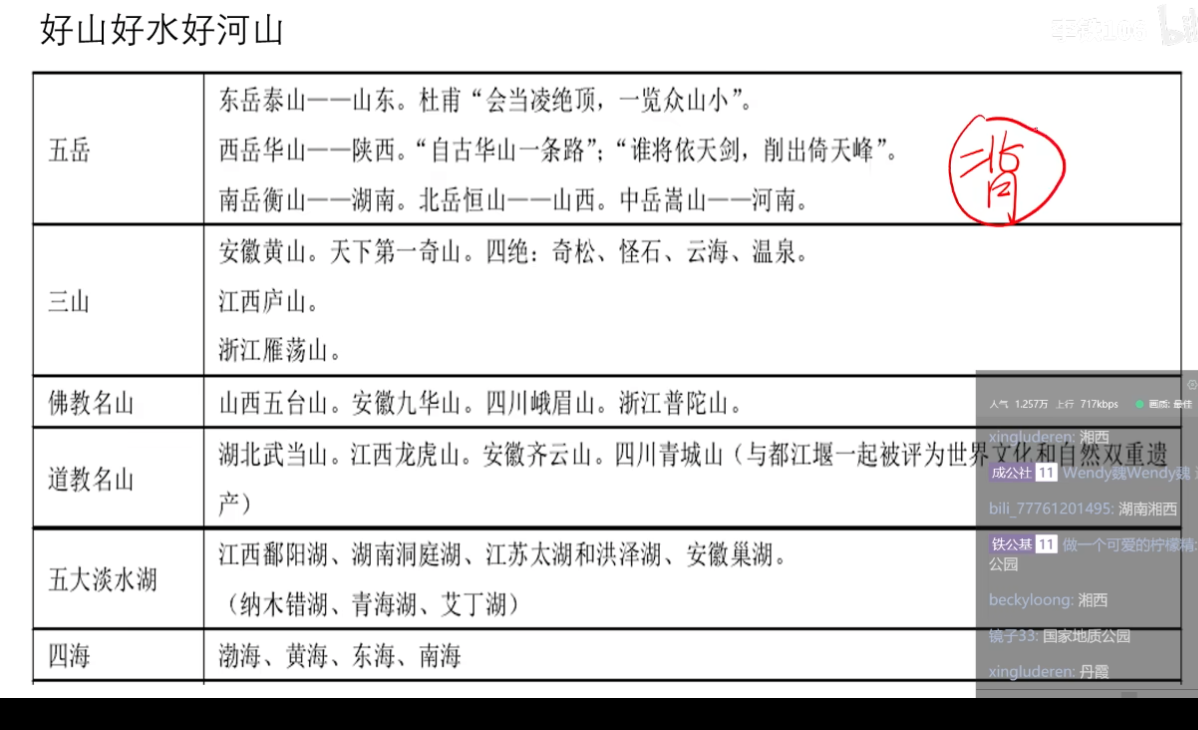 好山好水好河山
五岳
东岳泰山——山东。杜甫“会当凌绝顶，一览众山小”。
西岳华山——陕西。“自古华山一条路”；“谁将依天剑，削出倚天峰”。
南岳衡山——湖南。北岳恒山——山西。中岳嵩山——河南。
背
三山
安徽黄山。天下第一奇山。四绝：奇松、怪石、云海、温泉。
江西庐山。
浙江雁荡山。
佛教名山
山西五台山。安徽九华山。四川峨眉山。浙江普陀山。
道教名山
湖北武当山。江西龙虎山。安徽齐云山。四川青城山（与都江堰一起被评为世界文化和自然双重遗
产）
五大淡水湖
江西鄱阳湖、湖南洞庭湖、江苏太湖和洪泽湖、安徽巢湖。
（纳木错湖、青海湖、艾丁湖）
四海
渤海、黄海、东海、南海
人气 1.257万 上行 717kbps 画质: 最佳
xingluderen: 湘西
成公社 11 Wendy魏Wendy魏
bili_77761201495: 湖南湘西
铁公基 11 做一个可爱的柠檬精:
公园
beckyloong: 湘西
镜子33: 国家地质公园
xingluderen: 丹霞